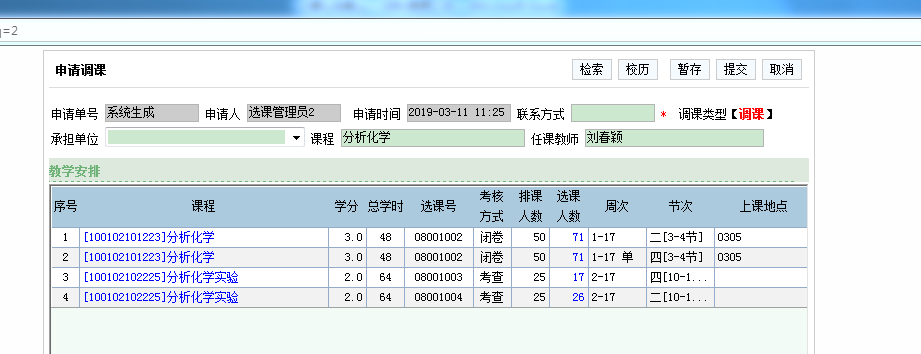 =2
申请调课 检索 校历 暂存 提交 取消
申请单号 系统生成 申请人 选课管理员2 申请时间 2019-03-11 11:25 联系方式 * 调课类型【调课】
承担单位 课程 分析化学 任课教师 刘春颖
教学安排
序号 课程 学分 总学时 选课号 考核方式 排课人数 选课人数 周次 节次 上课地点
1 [100102101223]分析化学 3.0 48 08001002 闭卷 50 71 1-17 二[3-4节] 0305
2 [100102101223]分析化学 3.0 48 08001002 闭卷 50 71 1-17 单 四[3-4节] 0305
3 [100102102225]分析化学实验 2.0 64 08001003 考查 25 17 2-17 四[10-1...
4 [100102102225]分析化学实验 2.0 64 08001004 考查 25 26 2-17 二[10-1...